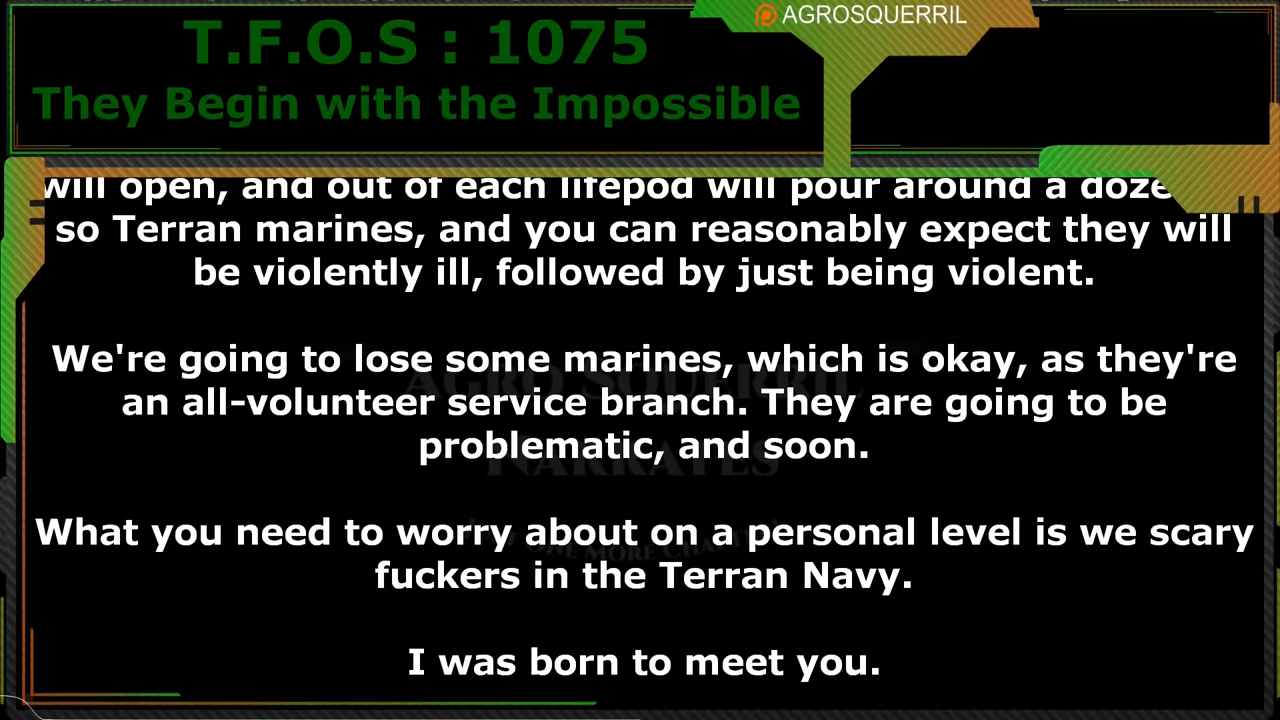 AGROSQUERRIL
T.F.O.S : 1075
They Begin with the Impossible
will open, and out of each lifepod will pour around a
so Terran marines, and you can reasonably expect they will
be violently ill, followed by just being violent.
We're going to lose some marines, which is okay, as they're
an all-volunteer service branch. They are going to be
problematic, and soon.
What you need to worry about on a personal level is we scary
fuckers in the Terran Navy.
I was born to meet you.
AGRO SQUERRIL
NARRATES